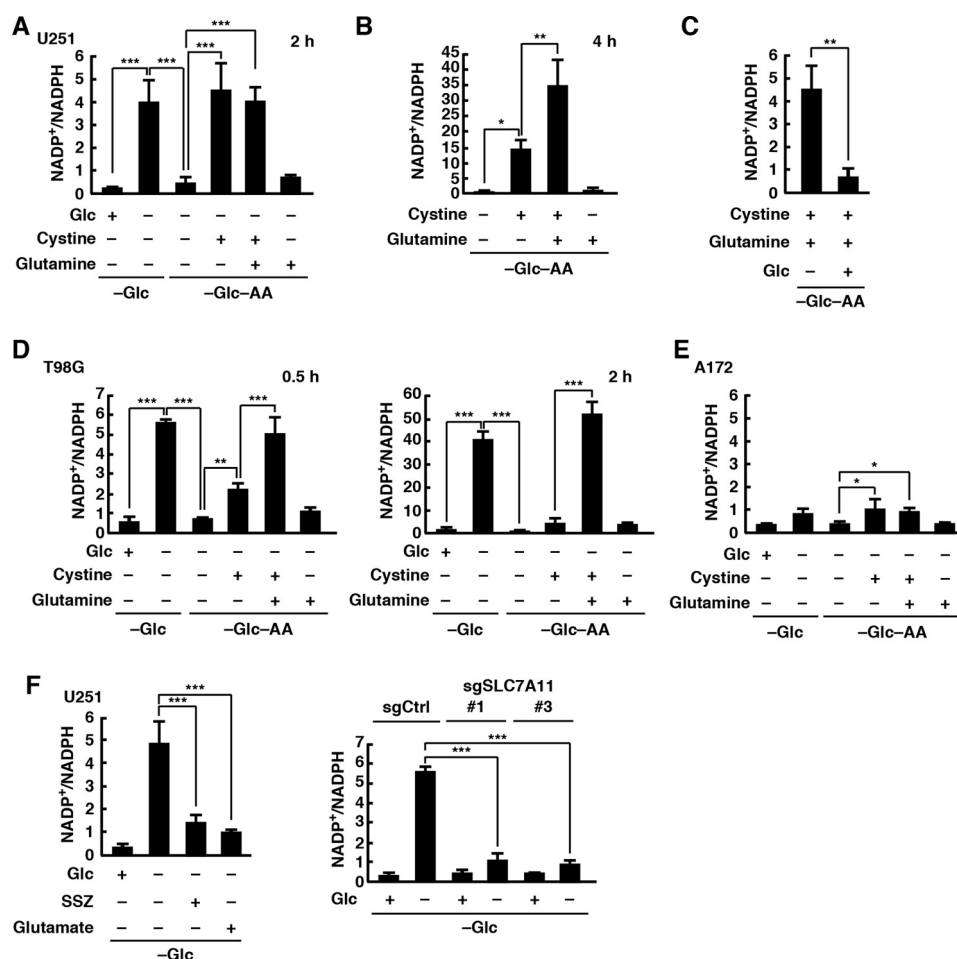 A
U251
2 h
***
***
***
***
NADP+/NADPH
6
5
4
3
2
1
0
Glc + – – – – –
Cystine – – – + + –
Glutamine – – – – + +
–Glc
–Glc–AA
B
4 h
**
*
NADP+/NADPH
45
40
35
30
25
20
15
10
5
0
Cystine – + + –
Glutamine – – + +
–Glc–AA
C
**
NADP+/NADPH
6
5
4
3
2
1
0
Cystine + +
Glutamine + +
Glc – +
–Glc–AA
D
T98G
0.5 h
*** *** ***
**
NADP+/NADPH
7
6
5
4
3
2
1
0
Glc + – – – – –
Cystine – – – + + –
Glutamine – – – – + +
–Glc
–Glc–AA
2 h
*** *** ***
NADP+/NADPH
60
50
40
30
20
10
0
Glc + – – – – –
Cystine – – – + + –
Glutamine – – – – + +
–Glc
–Glc–AA
E
A172
*
*
NADP+/NADPH
6
5
4
3
2
1
0
Glc + – – – – –
Cystine – – – + + –
Glutamine – – – – + +
–Glc
–Glc–AA
F
U251
***
***
NADP+/NADPH
6
5
4
3
2
1
0
Glc + – – –
SSZ – – + –
Glutamate – – – +
–Glc
sgSLC7A11
sgCtrl #1 #3
***
***
NADP+/NADPH
7
6
5
4
3
2
1
0
Glc + – + – + –
–Glc